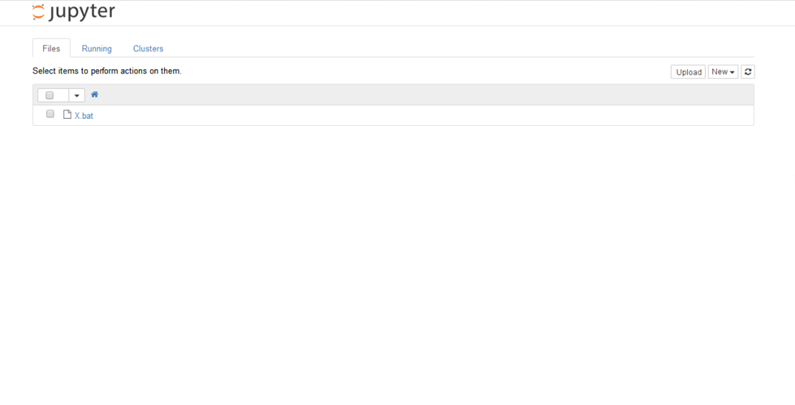 jupyter
Files Running Clusters
Select items to perform actions on them. Upload New
X.bat